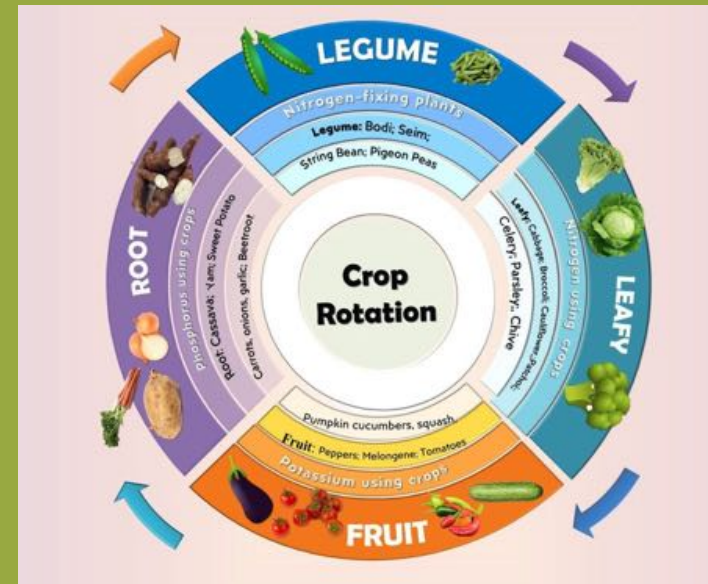 LEGUME
Nitrogen-fixing plants
Legume: Bodi; Seim;
String Bean; Pigeon Peas
LEAFY
Nitrogen using crops
Leafy: Cabbage; Broccoli; Cauliflower; Patchoi;
Celery; Parsley;, Chive
Crop
Rotation
Pumpkin cucumbers, squash
Fruit: Peppers; Melongene; Tomatoes
Potassium using crops
FRUIT
ROOT
Phosphorus using crops
Root: Cassava; Yam; Sweet Potato
Carrots, onions, garlic; Beetroot